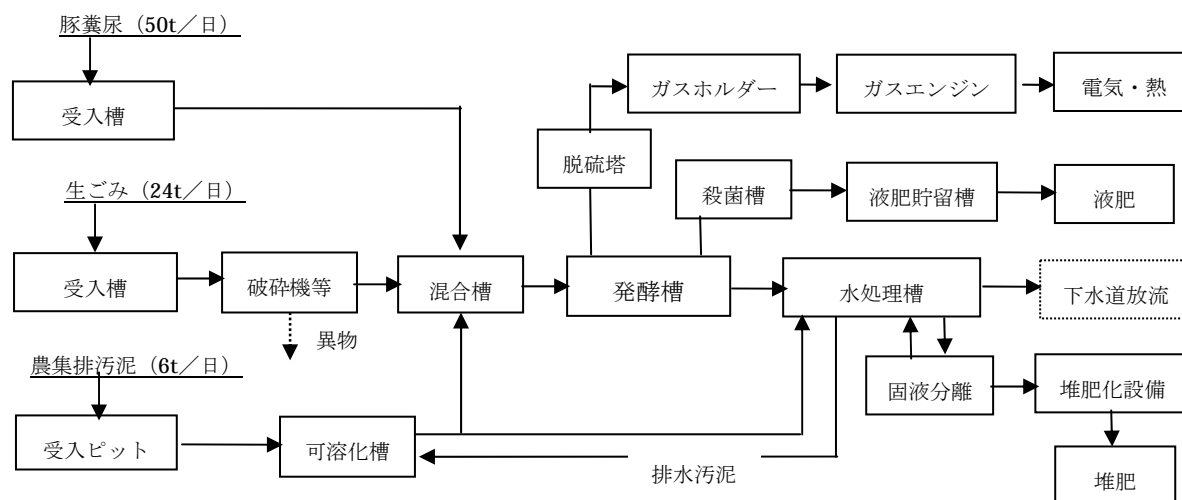 豚糞尿（50t／日）
受入槽
ガスホルダー
ガスエンジン
電気・熱
脱硫塔
生ごみ（24t／日）
殺菌槽
液肥貯留槽
液肥
受入槽
破砕機等
混合槽
発酵槽
水処理槽
下水道放流
異物
農集排汚泥（6t／日）
固液分離
堆肥化設備
受入ピット
可溶化槽
排水汚泥
堆肥